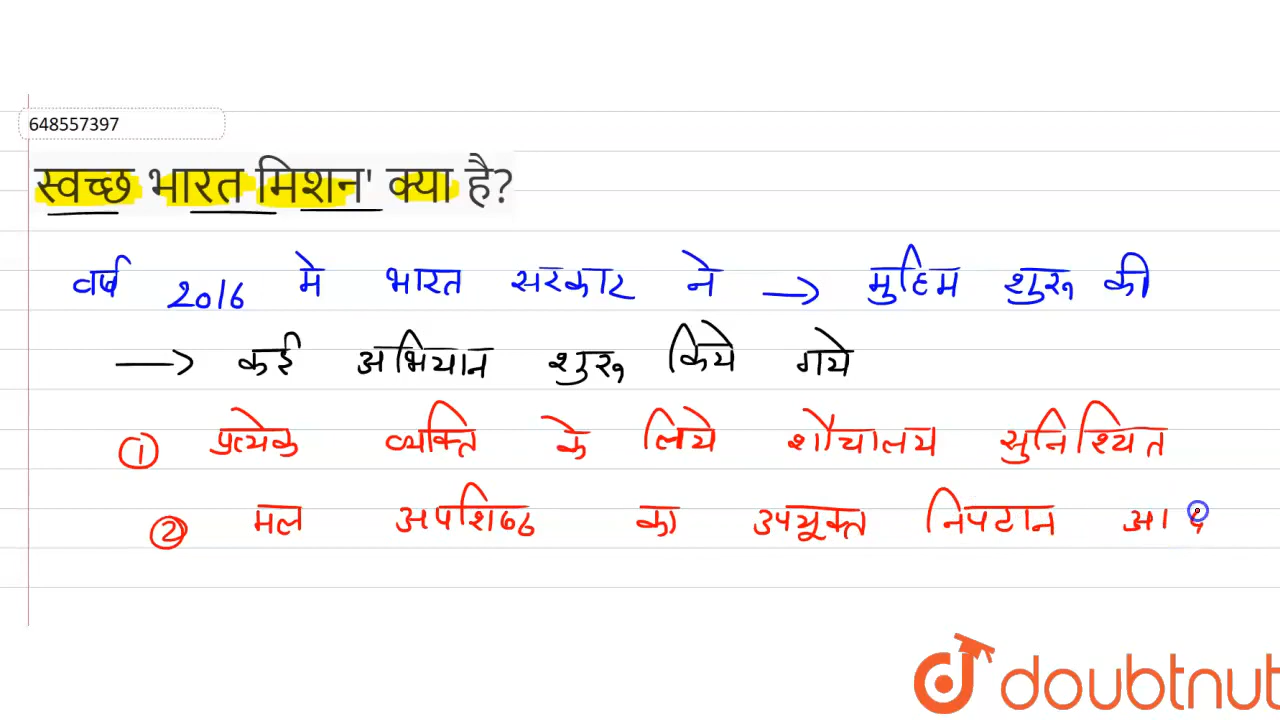 648557397
स्वच्छ भारत मिशन' क्या है?
वर्ष 2016 मे भारत सरकार ने → मुहिम शुरू की
→ कई अभियान शुरू किये गये
① प्रत्येक व्यक्ति के लिये शौचालय सुनिश्चित
② मल अपशिष्ट का उपयूक्त निपटान
doubtnut